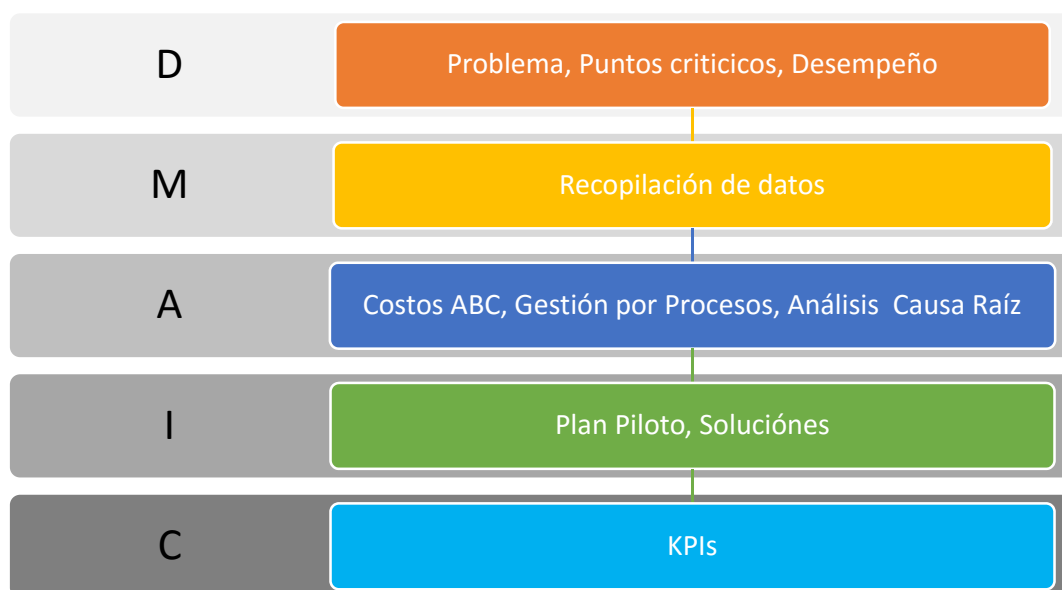 D
Problema, Puntos criticicos, Desempeño
M
Recopilación de datos
A
Costos ABC, Gestión por Procesos, Análisis  Causa Raíz
I
Plan Piloto, Soluciónes
C
KPIs